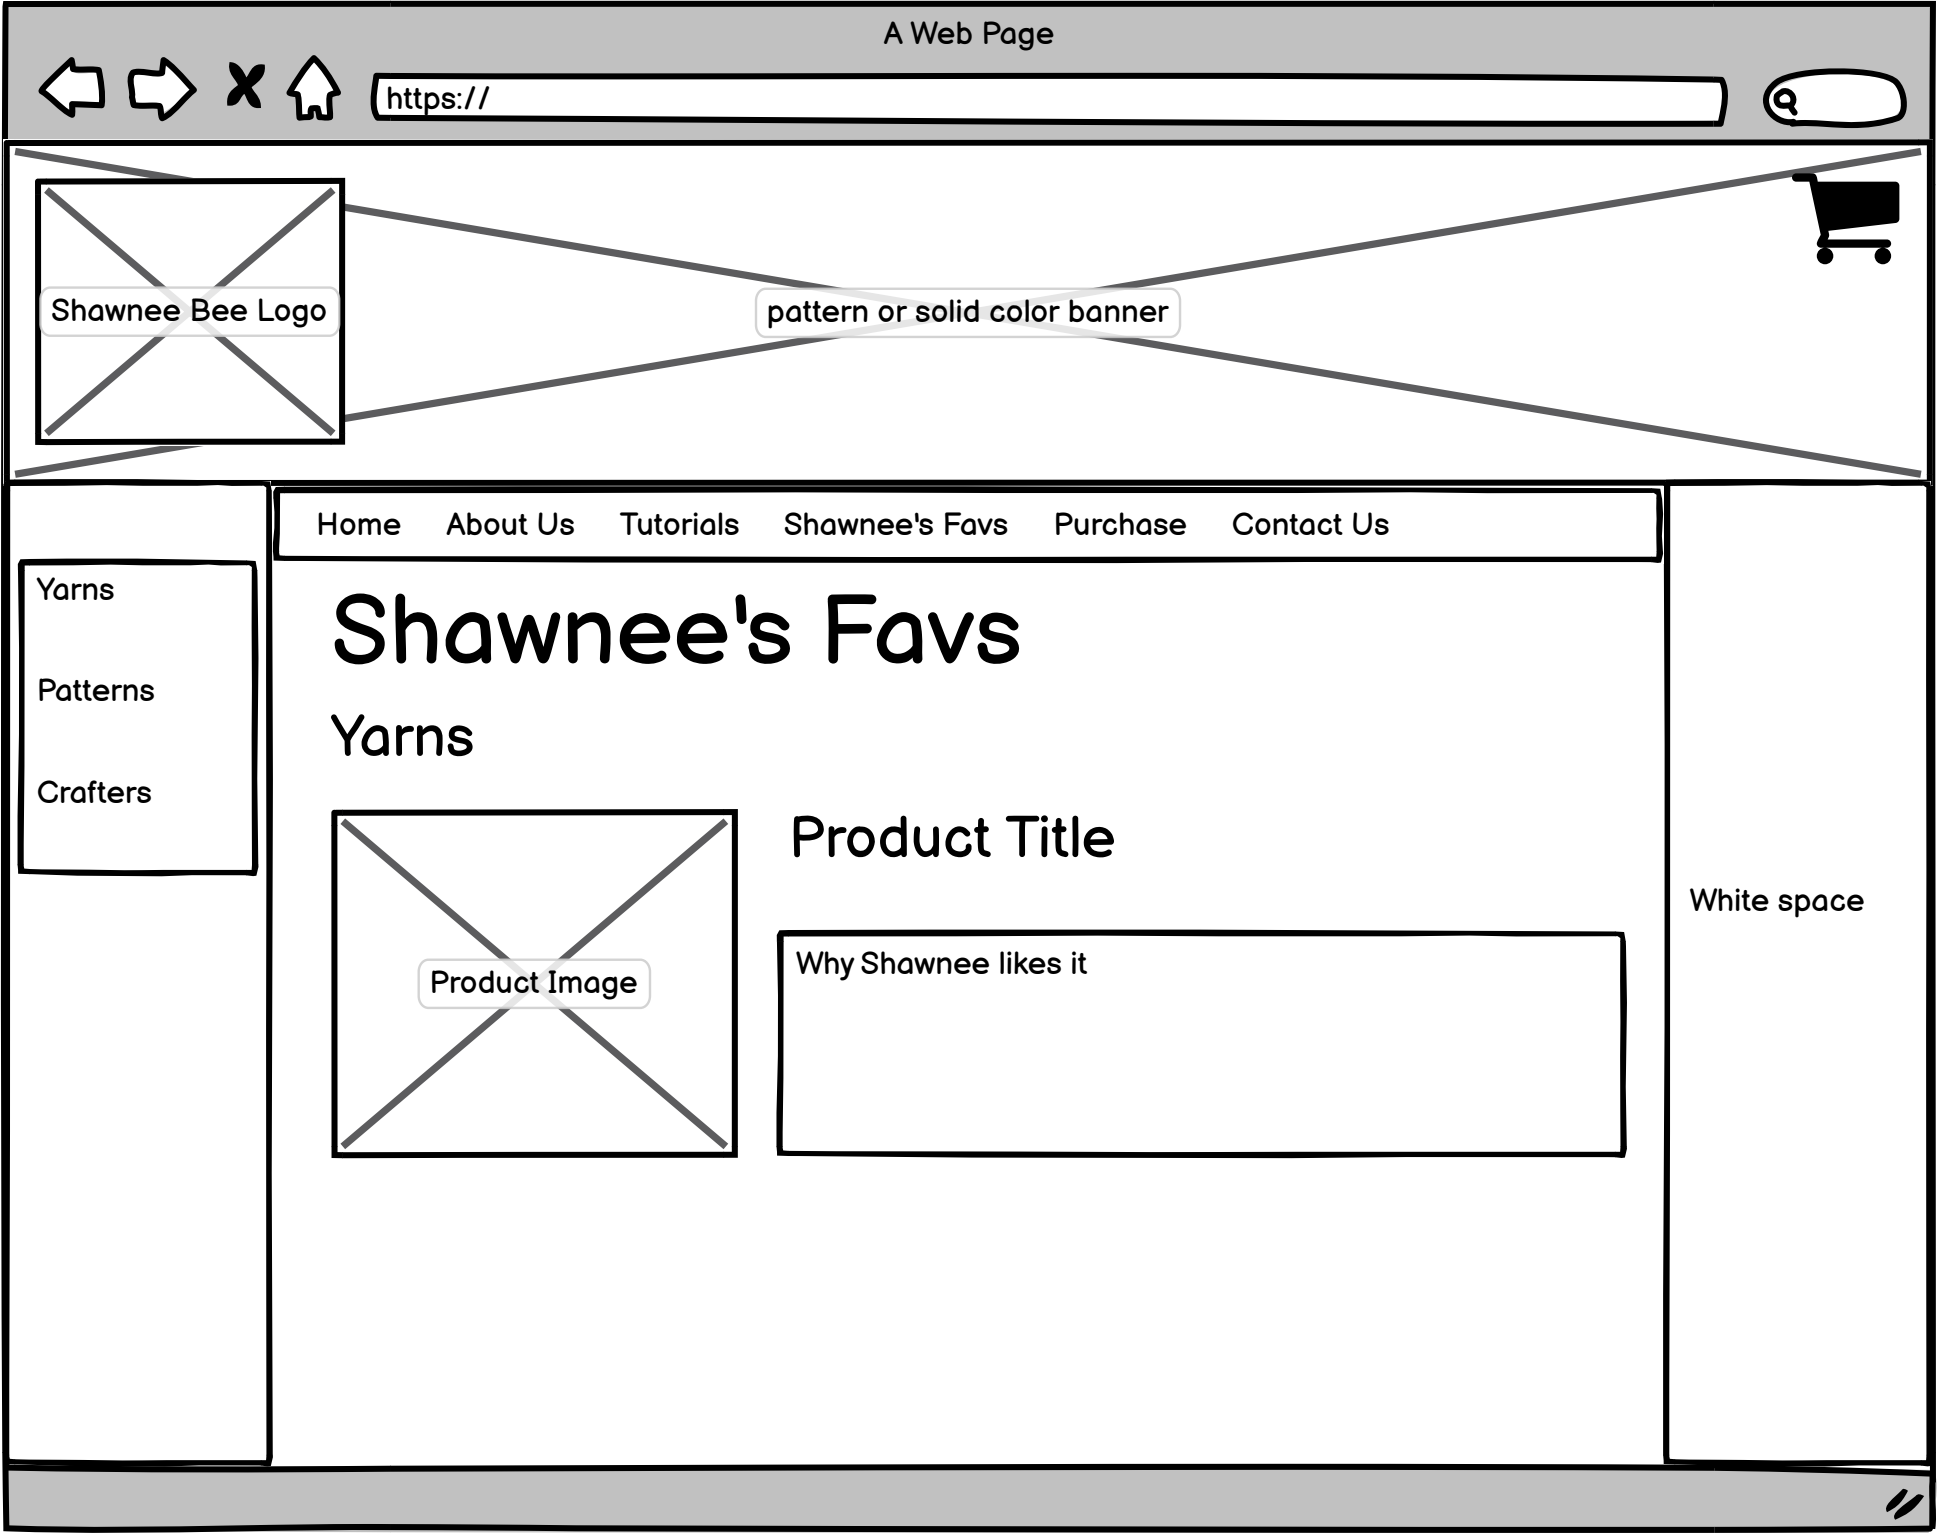 A Web Page
https://
Shawnee Bee Logo
pattern or solid color banner
Home About Us Tutorials Shawnee's Favs Purchase Contact Us
Yarns
Patterns
Crafters
Shawnee's Favs
Yarns
Product Image
Product Title
Why Shawnee likes it
White space